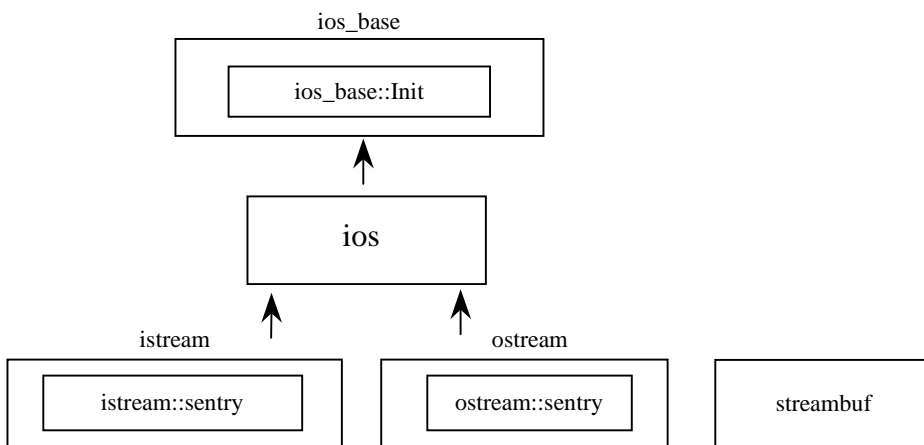 ios_base
ios_base::Init
ios
istream
ostream
istream::sentry
ostream::sentry
streambuf